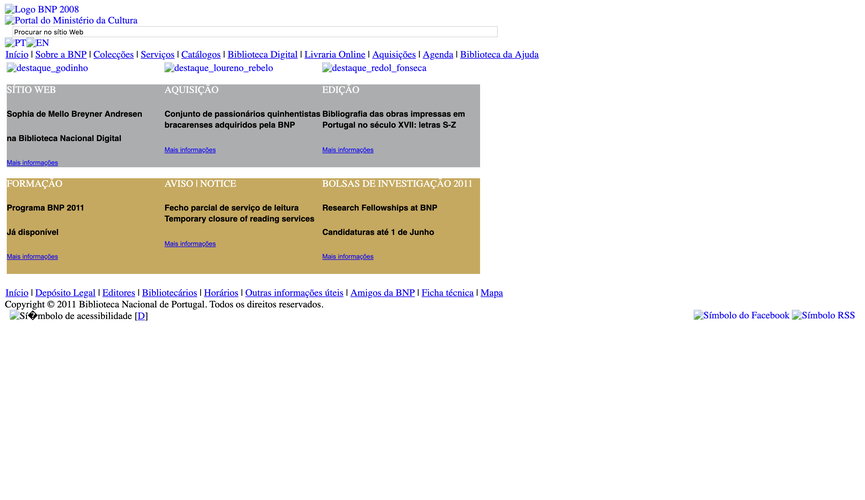 Logo BNP 2008
Portal do Ministério da Cultura
Procurar no sítio Web
PT EN
Início | Sobre a BNP | Colecções | Serviços | Catálogos | Biblioteca Digital | Livraria Online | Aquisições | Agenda | Biblioteca da Ajuda
destaque_godinho destaque_loureno_rebelo destaque_redol_fonseca
SÍTIO WEB
Sophia de Mello Breyner Andresen
na Biblioteca Nacional Digital
Mais informações
AQUISIÇÃO
Conjunto de passionários quinhentistas
bracarenses adquiridos pela BNP
Mais informações
EDIÇÃO
Bibliografia das obras impressas em
Portugal no século XVII: letras S-Z
Mais informações
FORMAÇÃO
Programa BNP 2011
Já disponível
Mais informações
AVISO | NOTICE
Fecho parcial de serviço de leitura
Temporary closure of reading services
Mais informações
BOLSAS DE INVESTIGAÇÃO 2011
Research Fellowships at BNP
Candidaturas até 1 de Junho
Mais informações
Início | Depósito Legal | Editores | Bibliotecários | Horários | Outras informações úteis | Amigos da BNP | Ficha técnica | Mapa
Copyright © 2011 Biblioteca Nacional de Portugal. Todos os direitos reservados.
Sí�mbolo de acessibilidade [D] Símbolo do Facebook Símbolo RSS